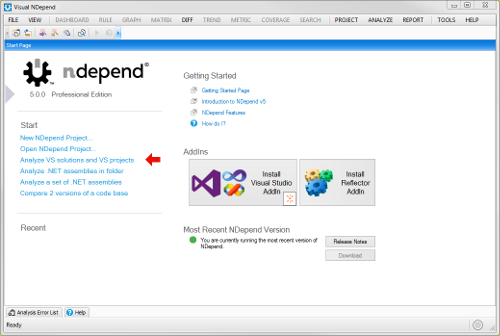 Visual NDepend
FILE VIEW DASHBOARD RULE GRAPH MATRIX DIFF TREND METRIC COVERAGE SEARCH PROJECT ANALYZE REPORT TOOLS HELP
Start Page
ndepend®
5.0.0 Professional Edition
Start
New NDepend Project...
Open NDepend Project...
Analyze VS solutions and VS projects
Analyze .NET assemblies in folder
Analyze a set of .NET assemblies
Compare 2 versions of a code base
Recent
Getting Started
Getting Started Page
Introduction to NDepend v5
NDepend Features
How do I?
AddIns
Install
Visual Studio
AddIn
Install
Reflector
AddIn
Most Recent NDepend Version
You are currently running the most recent version of
NDepend.
Release Notes
Download
Analysis Error List
Help
Ready